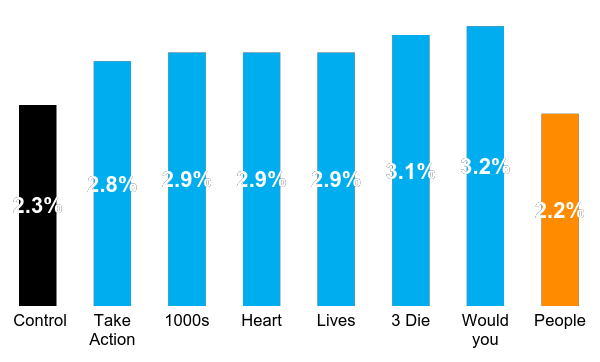 2.3%
2.8%
2.9%
2.9%
2.9%
3.1%
3.2%
2.2%
Control
Take
Action
1000s
Heart
Lives
3 Die
Would
you
People